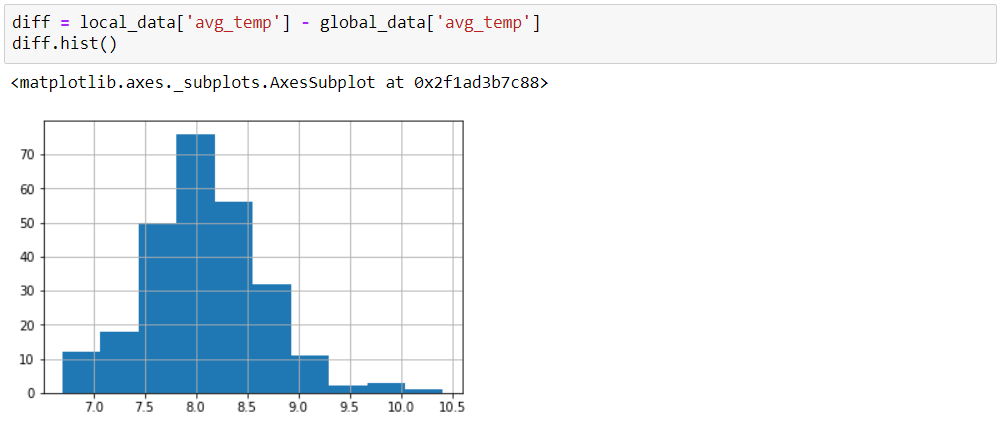 diff = local_data['avg_temp'] - global_data['avg_temp']
diff.hist()
<matplotlib.axes._subplots.AxesSubplot at 0x2f1ad3b7c88>
70
60
50
40
30
20
10
0
7.0 7.5 8.0 8.5 9.0 9.5 10.0 10.5